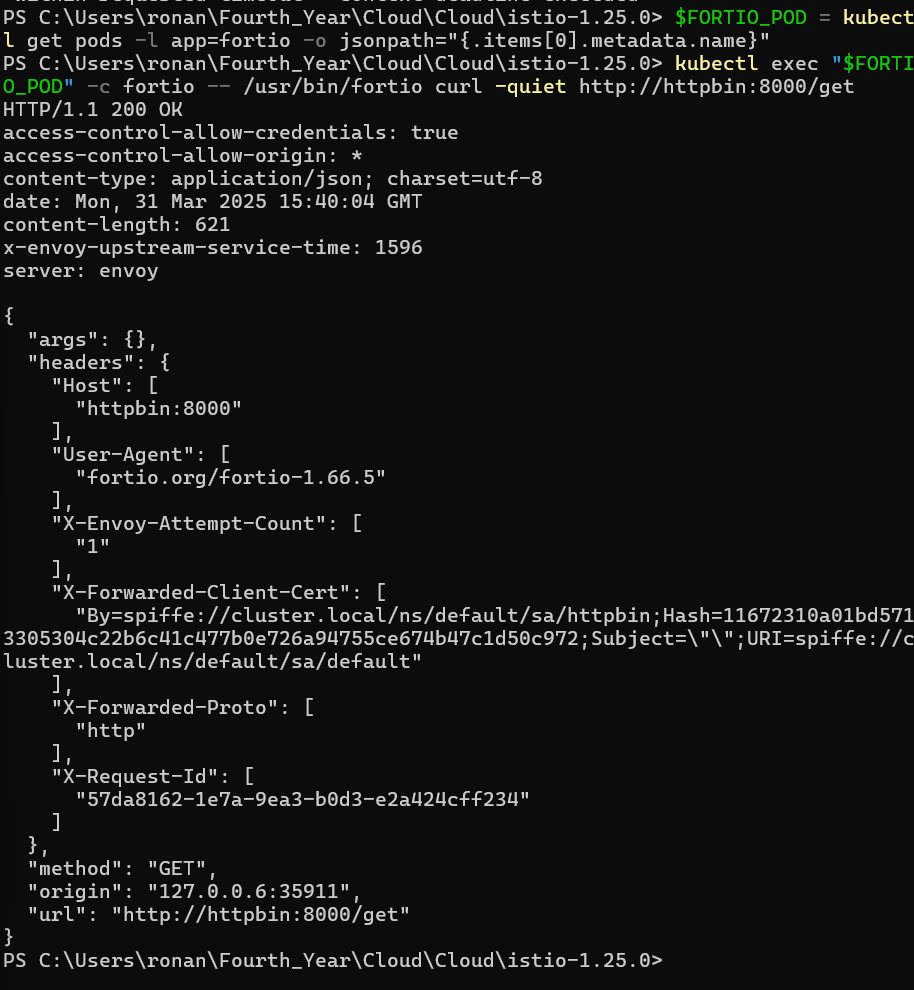 PS C:\Users\ronan\Fourth_Year\Cloud\Cloud\istio-1.25.0> $FORTIO_POD = kubect
l get pods -l app=fortio -o jsonpath="{.items[0].metadata.name}"
PS C:\Users\ronan\Fourth_Year\Cloud\Cloud\istio-1.25.0> kubectl exec "$FORTI
O_POD" -c fortio -- /usr/bin/fortio curl -quiet http://httpbin:8000/get
HTTP/1.1 200 OK
access-control-allow-credentials: true
access-control-allow-origin: *
content-type: application/json; charset=utf-8
date: Mon, 31 Mar 2025 15:40:04 GMT
content-length: 621
x-envoy-upstream-service-time: 1596
server: envoy

{
  "args": {},
  "headers": {
    "Host": [
      "httpbin:8000"
    ],
    "User-Agent": [
      "fortio.org/fortio-1.66.5"
    ],
    "X-Envoy-Attempt-Count": [
      "1"
    ],
    "X-Forwarded-Client-Cert": [
      "By=spiffe://cluster.local/ns/default/sa/httpbin;Hash=11672310a01bd571
3305304c22b6c41c477b0e726a94755ce674b47c1d50c972;Subject=\"\";URI=spiffe://c
luster.local/ns/default/sa/default"
    ],
    "X-Forwarded-Proto": [
      "http"
    ],
    "X-Request-Id": [
      "57da8162-1e7a-9ea3-b0d3-e2a424cff234"
    ]
  },
  "method": "GET",
  "origin": "127.0.0.6:35911",
  "url": "http://httpbin:8000/get"
}
PS C:\Users\ronan\Fourth_Year\Cloud\Cloud\istio-1.25.0>